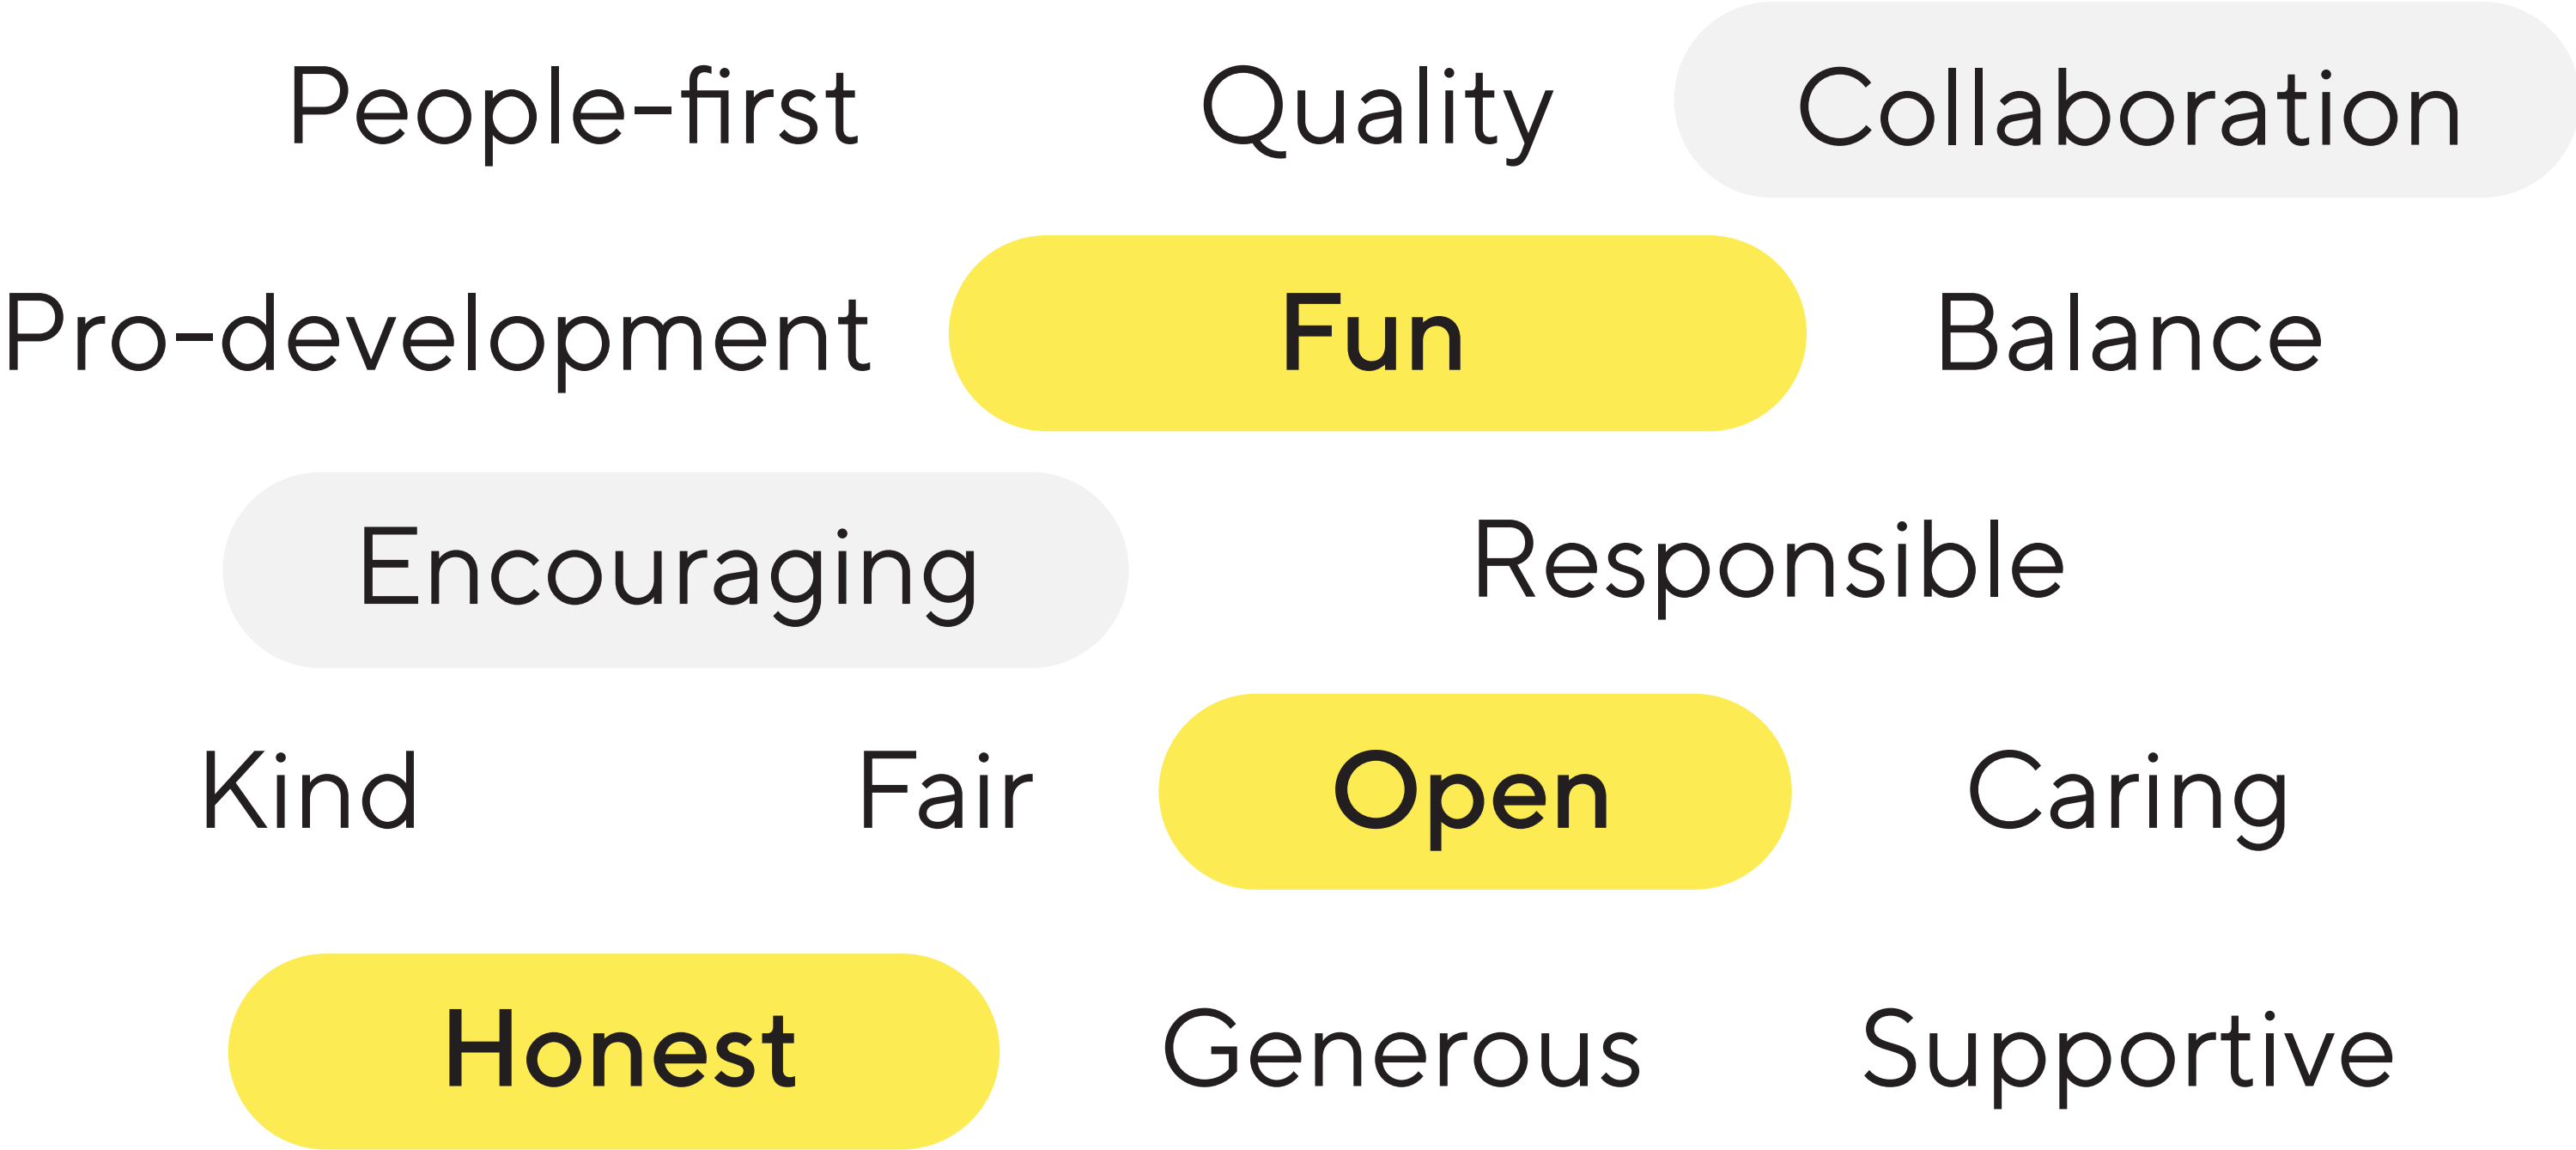 People-first Quality Collaboration
Pro-development Fun Balance
Encouraging Responsible
Kind Fair Open Caring
Honest Generous Supportive